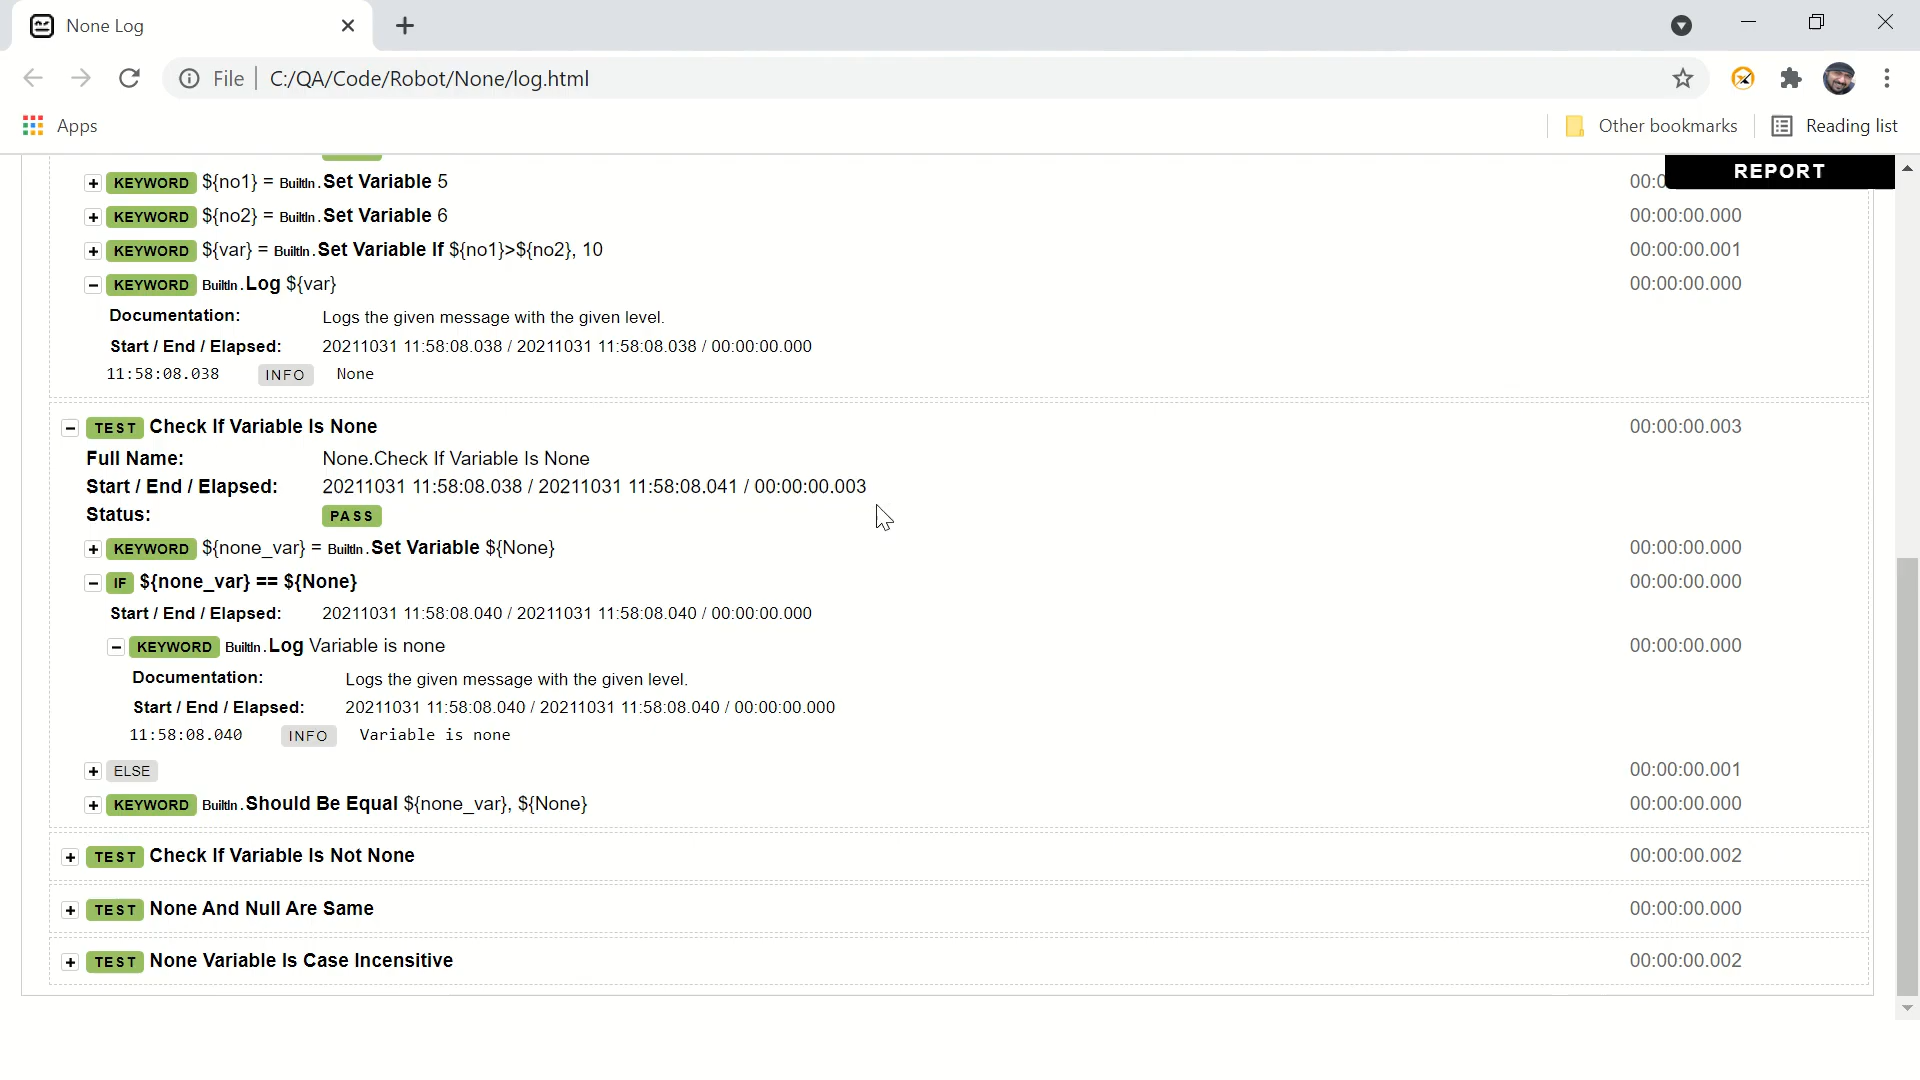 None Log
File C:/QA/Code/Robot/None/log.html
Apps Other bookmarks Reading list
REPORT
+ KEYWORD ${no1} = BuiltIn.Set Variable 5 00:0
+ KEYWORD ${no2} = BuiltIn.Set Variable 6 00:00:00.000
+ KEYWORD ${var} = BuiltIn.Set Variable If ${no1}>${no2}, 10 00:00:00.001
- KEYWORD BuiltIn.Log ${var} 00:00:00.000
Documentation: Logs the given message with the given level.
Start / End / Elapsed: 20211031 11:58:08.038 / 20211031 11:58:08.038 / 00:00:00.000
11:58:08.038 INFO None
- TEST Check If Variable Is None 00:00:00.003
Full Name: None.Check If Variable Is None
Start / End / Elapsed: 20211031 11:58:08.038 / 20211031 11:58:08.041 / 00:00:00.003
Status: PASS
+ KEYWORD ${none_var} = BuiltIn.Set Variable ${None} 00:00:00.000
- IF ${none_var} == ${None} 00:00:00.000
Start / End / Elapsed: 20211031 11:58:08.040 / 20211031 11:58:08.040 / 00:00:00.000
- KEYWORD BuiltIn.Log Variable is none 00:00:00.000
Documentation: Logs the given message with the given level.
Start / End / Elapsed: 20211031 11:58:08.040 / 20211031 11:58:08.040 / 00:00:00.000
11:58:08.040 INFO Variable is none
+ ELSE 00:00:00.001
+ KEYWORD BuiltIn.Should Be Equal ${none_var}, ${None} 00:00:00.000
+ TEST Check If Variable Is Not None 00:00:00.002
+ TEST None And Null Are Same 00:00:00.000
+ TEST None Variable Is Case Incensitive 00:00:00.002